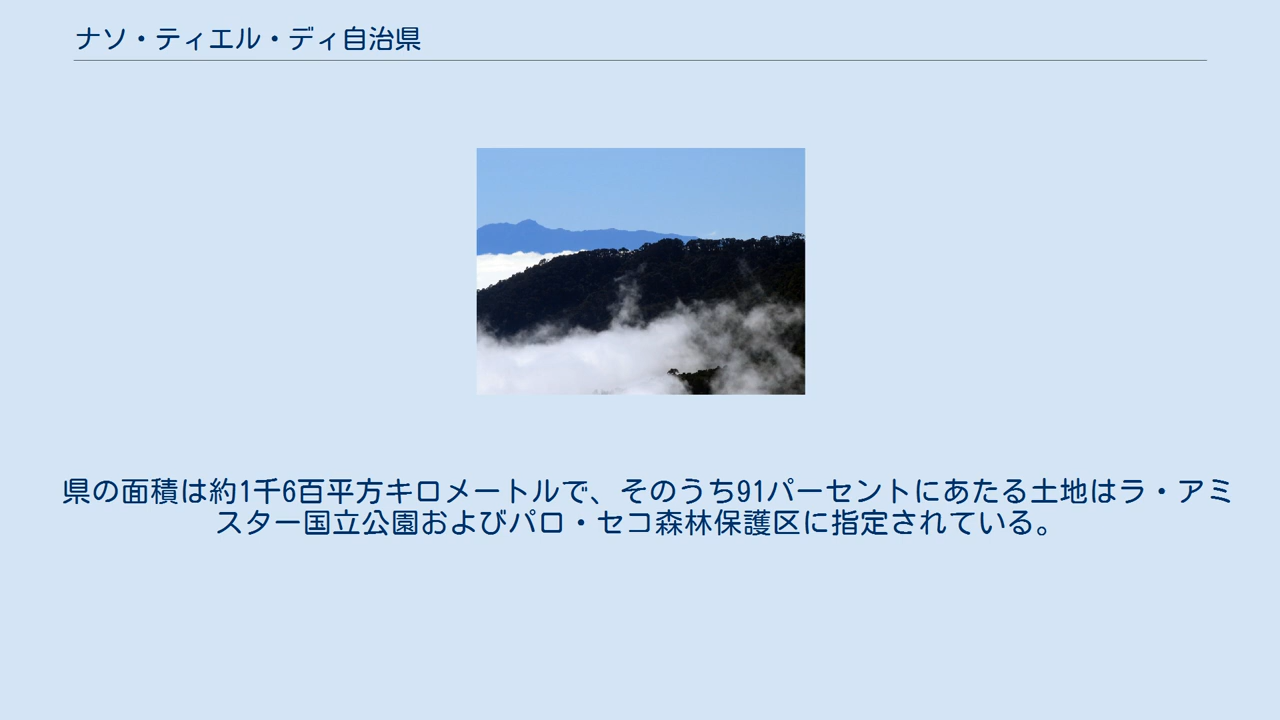 ナソ・ティエル・ディ自治県
県の面積は約1千6百平方キロメートルで、そのうち91パーセントにあたる土地はラ・アミ
スター国立公園およびパロ・セコ森林保護区に指定されている。